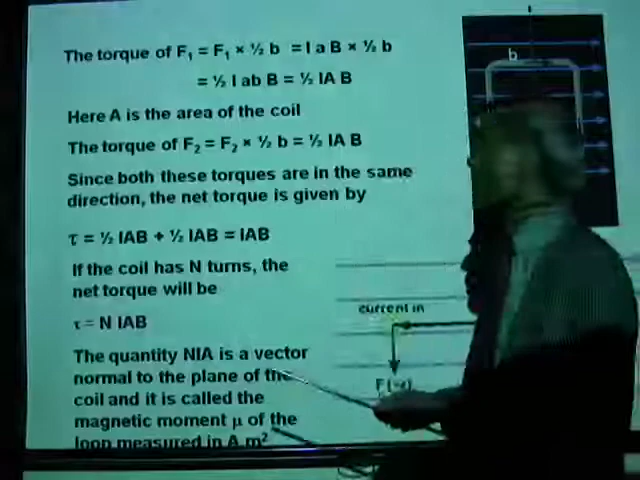 The torque of F₁ = F₁ × ½ b = I a B × ½ b
= ½ I ab B = ½ IA B
Here A is the area of the coil
The torque of F₂ = F₂ × ½ b = ½ IA B
Since both these torques are in the same
direction, the net torque is given by
τ = ½ IAB + ½ IAB = IAB
If the coil has N turns, the
net torque will be
τ = N IAB
The quantity NIA is a vector
normal to the plane of the
coil and it is called the
magnetic moment μ of the
loop measured in A.m²
b
current in